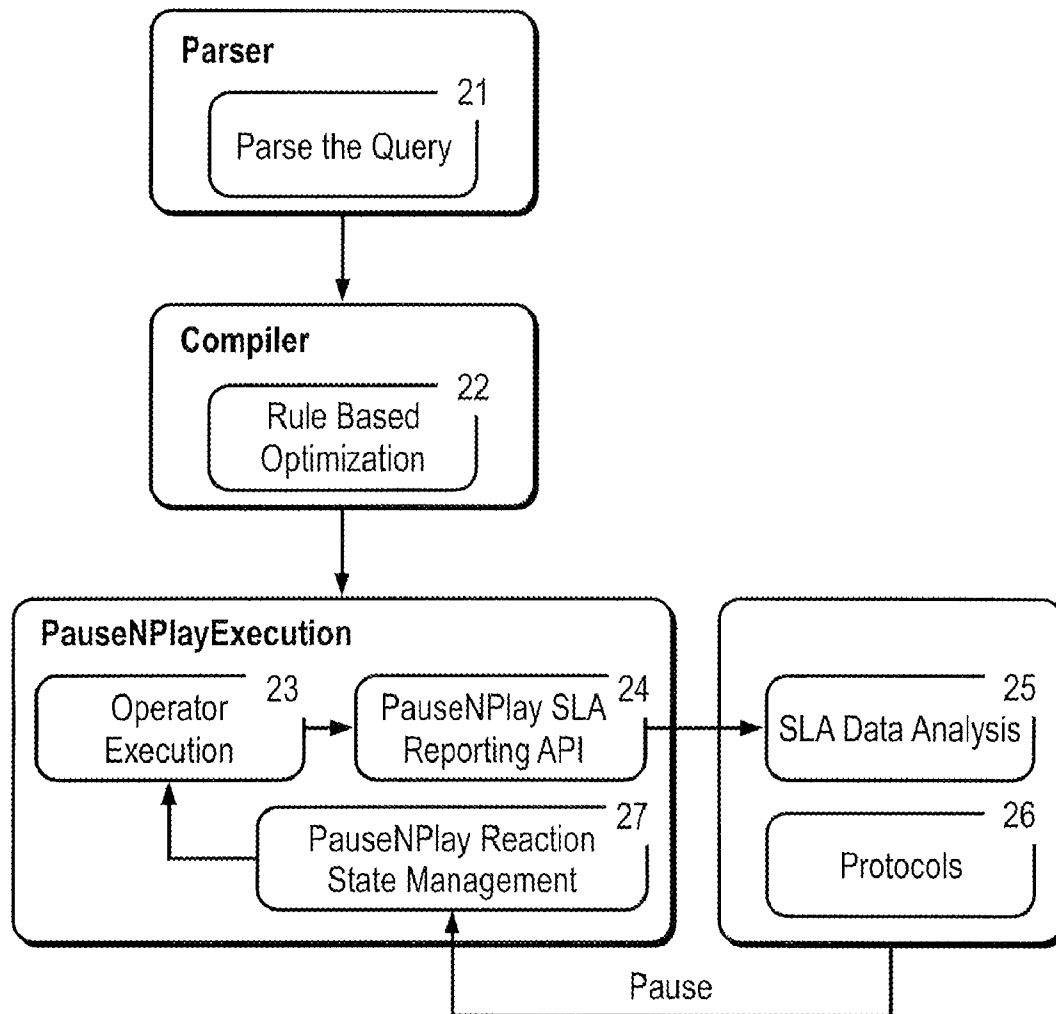 Parser
21
Parse the Query
Compiler
22
Rule Based
Optimization
PauseNPlayExecution
23
Operator
Execution
24
PauseNPlay SLA
Reporting API
25
SLA Data Analysis
27
PauseNPlay Reaction
State Management
26
Protocols
Pause